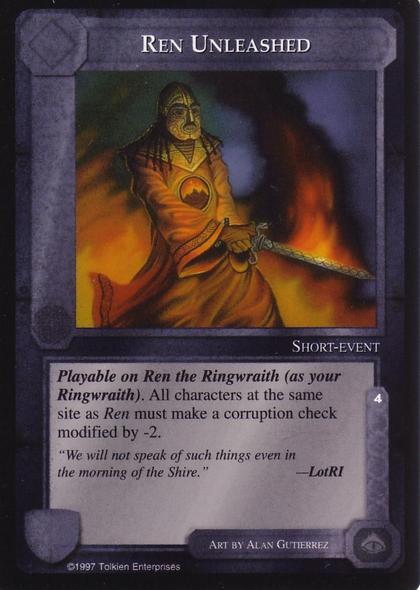 REN UNLEASHED
SHORT-EVENT
Playable on Ren the Ringwraith (as your
Ringwraith). All characters at the same
site as Ren must make a corruption check
modified by -2.
4
“We will not speak of such things even in
the morning of the Shire.” —LotRI
ART BY ALAN GUTIERREZ
©1997 Tolkien Enterprises